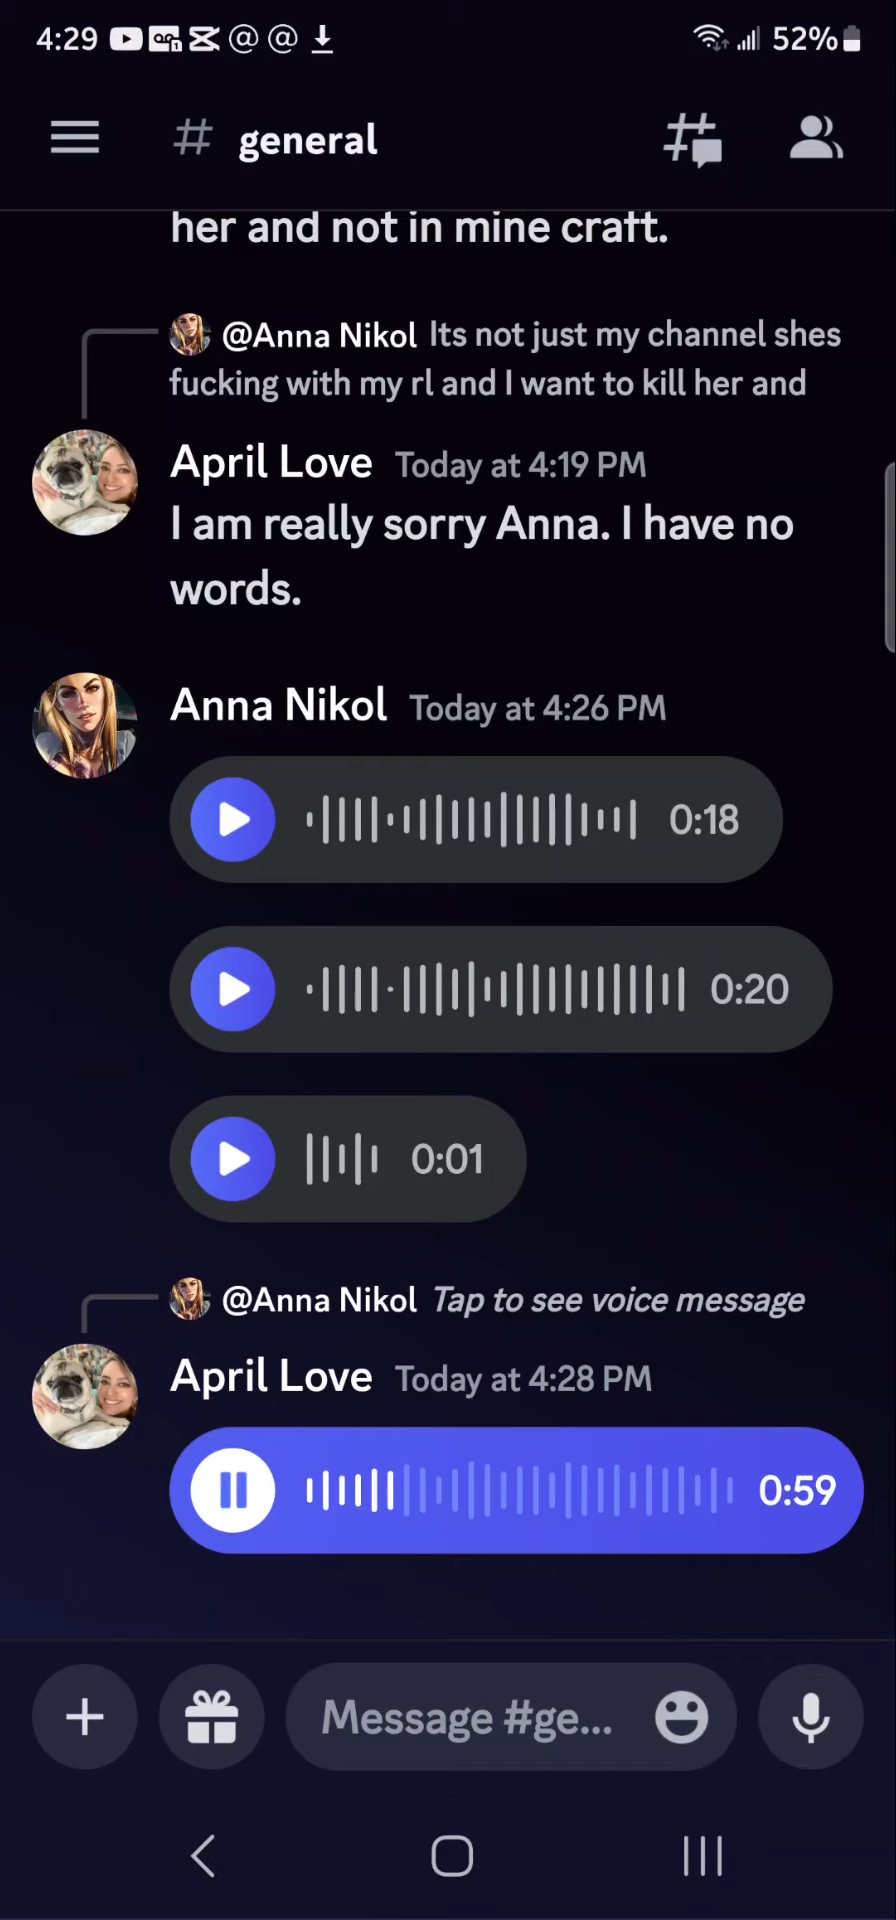 4:29 52%
# general
her and not in mine craft.
@Anna Nikol Its not just my channel shes
fucking with my rl and I want to kill her and
April Love Today at 4:19 PM
I am really sorry Anna. I have no
words.
Anna Nikol Today at 4:26 PM
0:18
0:20
0:01
@Anna Nikol Tap to see voice message
April Love Today at 4:28 PM
0:59
Message #ge...